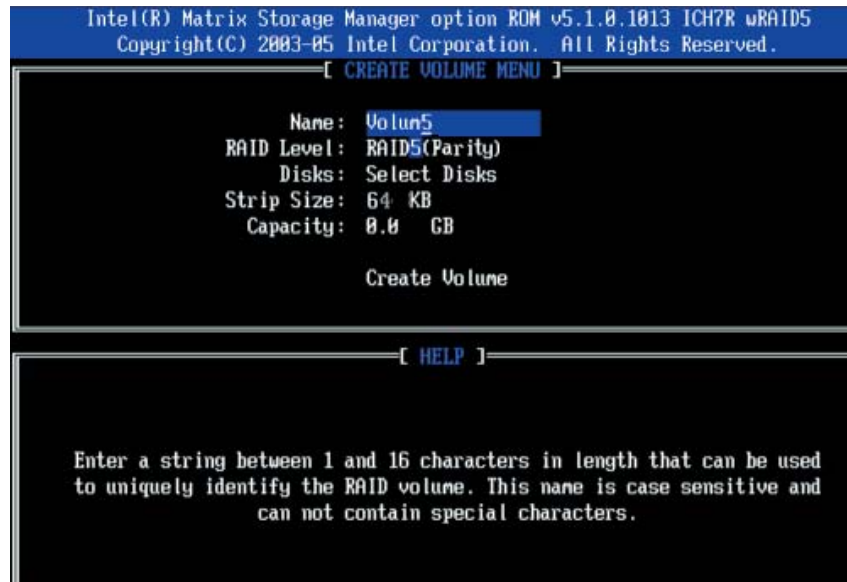 Intel(R) Matrix Storage Manager option ROM v5.1.0.1013 ICH7R wRAID5
Copyright(C) 2003-05 Intel Corporation. All Rights Reserved.
[ CREATE VOLUME MENU ]
Name: Volum5
RAID Level: RAID5(Parity)
Disks: Select Disks
Strip Size: 64 KB
Capacity: 0.0 GB
Create Volume
[ HELP ]
Enter a string between 1 and 16 characters in length that can be used
to uniquely identify the RAID volume. This name is case sensitive and
can not contain special characters.